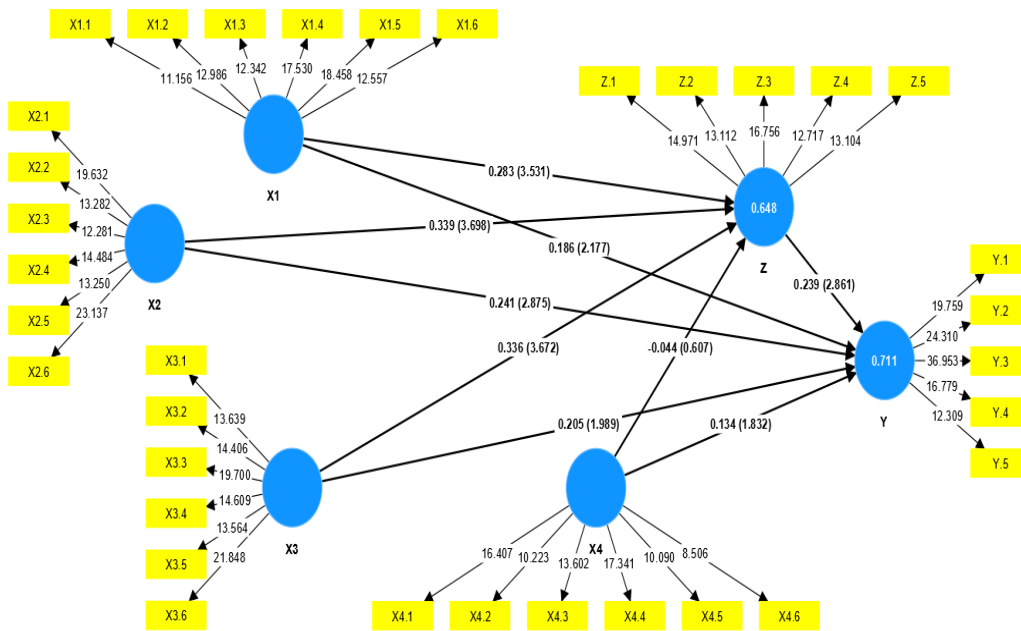 X1.1 X1.2 X1.3 X1.4 X1.5 X1.6
11.156 12.986 12.342 17.530 18.458 12.557
X1
Z.1 Z.2 Z.3 Z.4 Z.5
14.971 13.112 16.756 12.717 13.104
0.648
Z
X2.1
X2.2
X2.3
X2.4
X2.5
X2.6
19.632
13.282
12.281
14.484
13.250
23.137
X2
0.283 (3.531)
0.339 (3.698)
0.186 (2.177)
0.241 (2.875)
0.336 (3.672)
-0.044 (0.607)
0.239 (2.861)
0.205 (1.989)
0.134 (1.832)
Y.1
Y.2
Y.3
Y.4
Y.5
19.759
24.310
36.953
16.779
12.309
0.711
Y
X3.1
X3.2
X3.3
X3.4
X3.5
X3.6
13.639
14.406
19.700
14.609
13.564
21.848
X3
X4
16.407 10.223 13.602 17.341 10.090 8.506
X4.1 X4.2 X4.3 X4.4 X4.5 X4.6